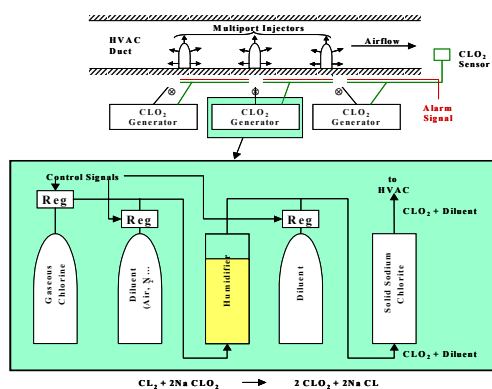 Multiport Injectors
HVAC
Duct
Airflow
CLO2
Sensor
CLO2
Generator
CLO2
Generator
CLO2
Generator
Alarm
Signal
Control Signals
to
HVAC
Reg
Reg
Reg
CLO2 + Diluent
Gaseous
Chlorine
Diluent
(Air, N ...
Humidifier
Diluent
Solid Sodium
Chlorite
CLO2 + Diluent
CL2 + 2Na CLO2 → 2 CLO2 + 2Na CL